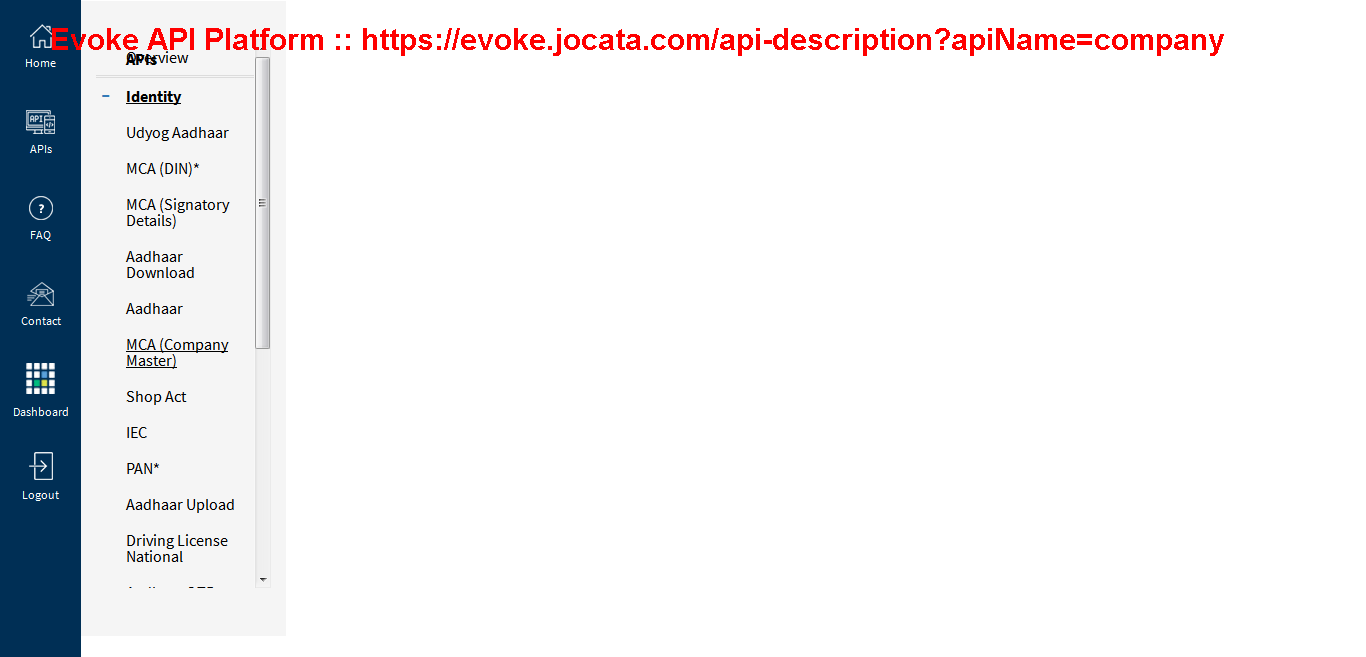 Evoke API Platform :: https://evoke.jocata.com/api-description?apiName=company
Home
APIs
FAQ
Contact
Dashboard
Logout
APIs
Overview
Identity
Udyog Aadhaar
MCA (DIN)*
MCA (Signatory
Details)
Aadhaar
Download
Aadhaar
MCA (Company
Master)
Shop Act
IEC
PAN*
Aadhaar Upload
Driving License
National